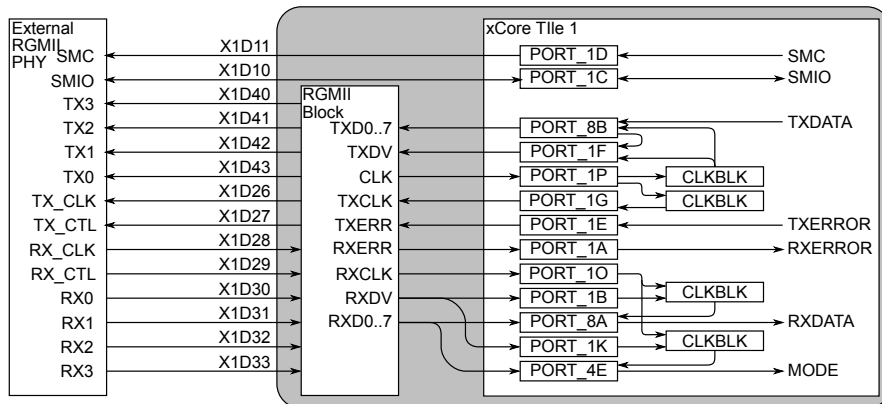 External
RGMII
PHY
SMC
SMIO
TX3
TX2
TX1
TX0
TX_CLK
TX_CTL
RX_CLK
RX_CTL
RX0
RX1
RX2
RX3
X1D11
X1D10
X1D40
X1D41
X1D42
X1D43
X1D26
X1D27
X1D28
X1D29
X1D30
X1D31
X1D32
X1D33
RGMII
Block
TXD0..7
TXDV
CLK
TXCLK
TXERR
RXERR
RXCLK
RXDV
RXD0..7
xCore TIle 1
PORT_1D
PORT_1C
PORT_8B
PORT_1F
PORT_1P
PORT_1G
PORT_1E
PORT_1A
PORT_1O
PORT_1B
PORT_8A
PORT_1K
PORT_4E
CLKBLK
CLKBLK
CLKBLK
CLKBLK
SMC
SMIO
TXDATA
TXERROR
RXERROR
RXDATA
MODE